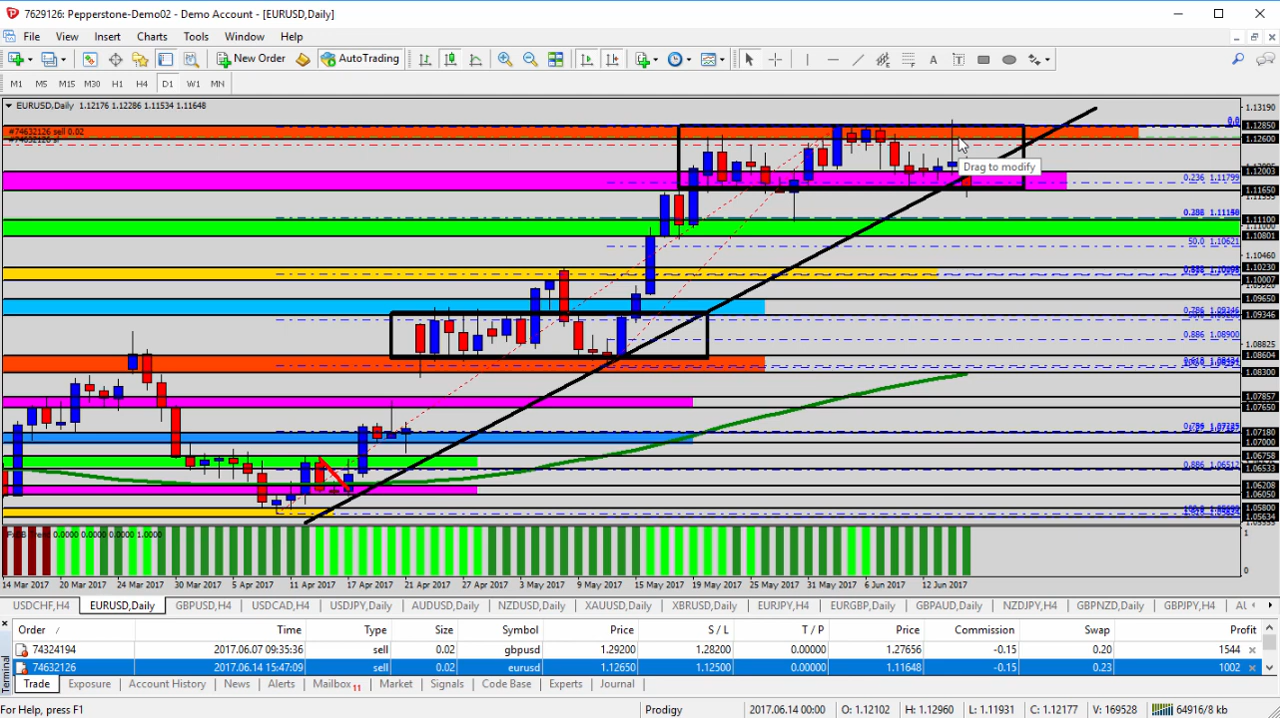 7629126: Pepperstone-Demo02 - Demo Account - [EURUSD,Daily]
File View Insert Charts Tools Window Help
New Order AutoTrading
M1 M5 M15 M30 H1 H4 D1 W1 MN
EURUSD,Daily 1.12176 1.12286 1.11534 1.11648
1.13190
0.0
1.12850
#74632126 sell 0.02
1.12600
#74632126 sl
Drag to modify
1.12003
0.236 1.11799
1.11650
1.11100
1.10801
50.0 1.10621
1.10460
1.10230
1.10007
1.09650
1.09346
0.886 1.08900
1.08825
1.08604
1.08300
1.07857
1.07650
1.07180
1.07000
1.06758
0.886 1.06512
1.06533
1.06208
1.06050
1.05800
1.05634
0.0000 0.0000 0.0000 1.0000
1
0
14 Mar 2017 20 Mar 2017 24 Mar 2017 30 Mar 2017 5 Apr 2017 11 Apr 2017 17 Apr 2017 21 Apr 2017 27 Apr 2017 3 May 2017 9 May 2017 15 May 2017 19 May 2017 25 May 2017 31 May 2017 6 Jun 2017 12 Jun 2017
USDCHF,H4 EURUSD,Daily GBPUSD,H4 USDCAD,H4 USDJPY,Daily AUDUSD,Daily NZDUSD,Daily XAUUSD,Daily XBRUSD,Daily EURJPY,H4 EURGBP,Daily GBPAUD,Daily NZDJPY,H4 GBPNZD,Daily GBPJPY,H4
Order / Time Type Size Symbol Price S / L T / P Price Commission Swap Profit
74324194 2017.06.07 09:35:36 sell 0.02 gbpusd 1.29200 1.28200 0.00000 1.27656 -0.15 0.20 1544
74632126 2017.06.14 15:47:09 sell 0.02 eurusd 1.12650 1.12500 0.00000 1.11648 -0.15 0.23 1002
Terminal
Trade Exposure Account History News Alerts Mailbox 11 Market Signals Code Base Experts Journal
For Help, press F1 Prodigy 2017.06.14 00:00 O: 1.12102 H: 1.12960 L: 1.11931 C: 1.12177 V: 169528 64916/8 kb